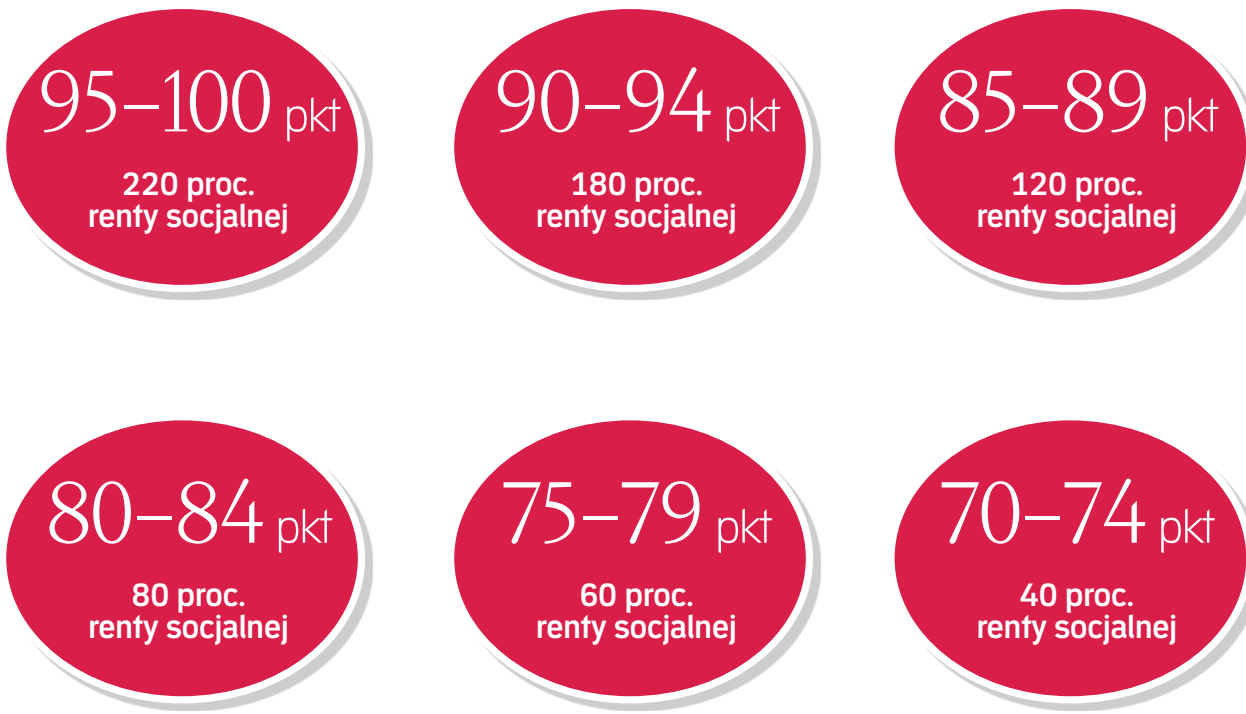 95–100 pkt
220 proc.
renty socjalnej
90–94 pkt
180 proc.
renty socjalnej
85–89 pkt
120 proc.
renty socjalnej
80–84 pkt
80 proc.
renty socjalnej
75–79 pkt
60 proc.
renty socjalnej
70–74 pkt
40 proc.
renty socjalnej